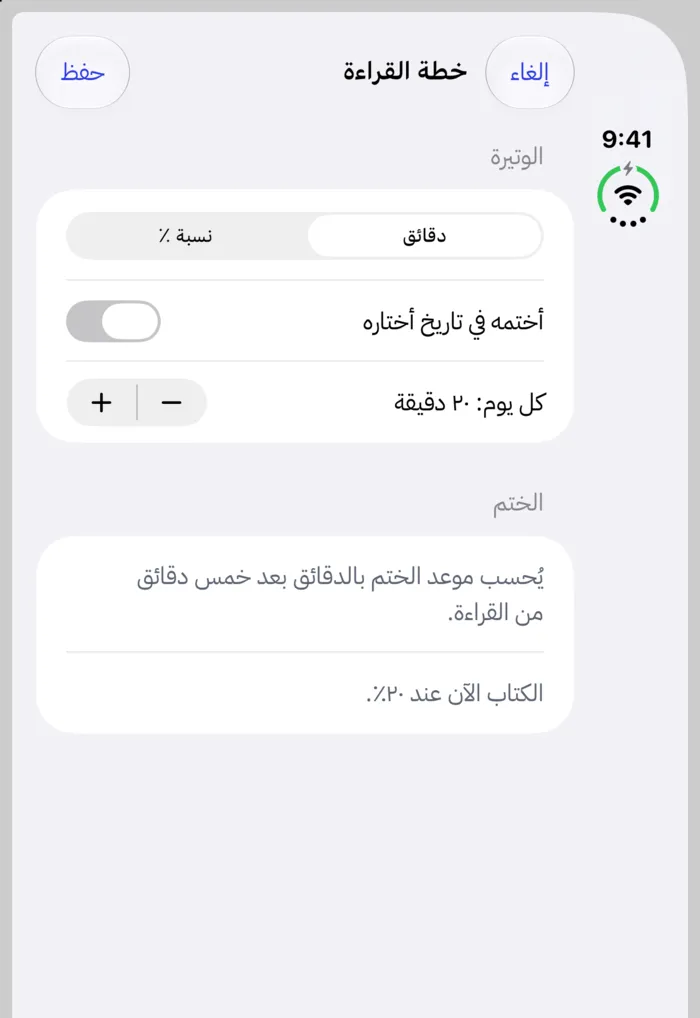 إلغاء
خطة القراءة
حفظ
9:41
الوتيرة
دقائق
نسبة ٪
أختمه في تاريخ أختاره
كل يوم: ٢٠ دقيقة
الختم
يُحسب موعد الختم بالدقائق بعد خمس دقائق
من القراءة.
الكتاب الآن عند ٢٠٪.